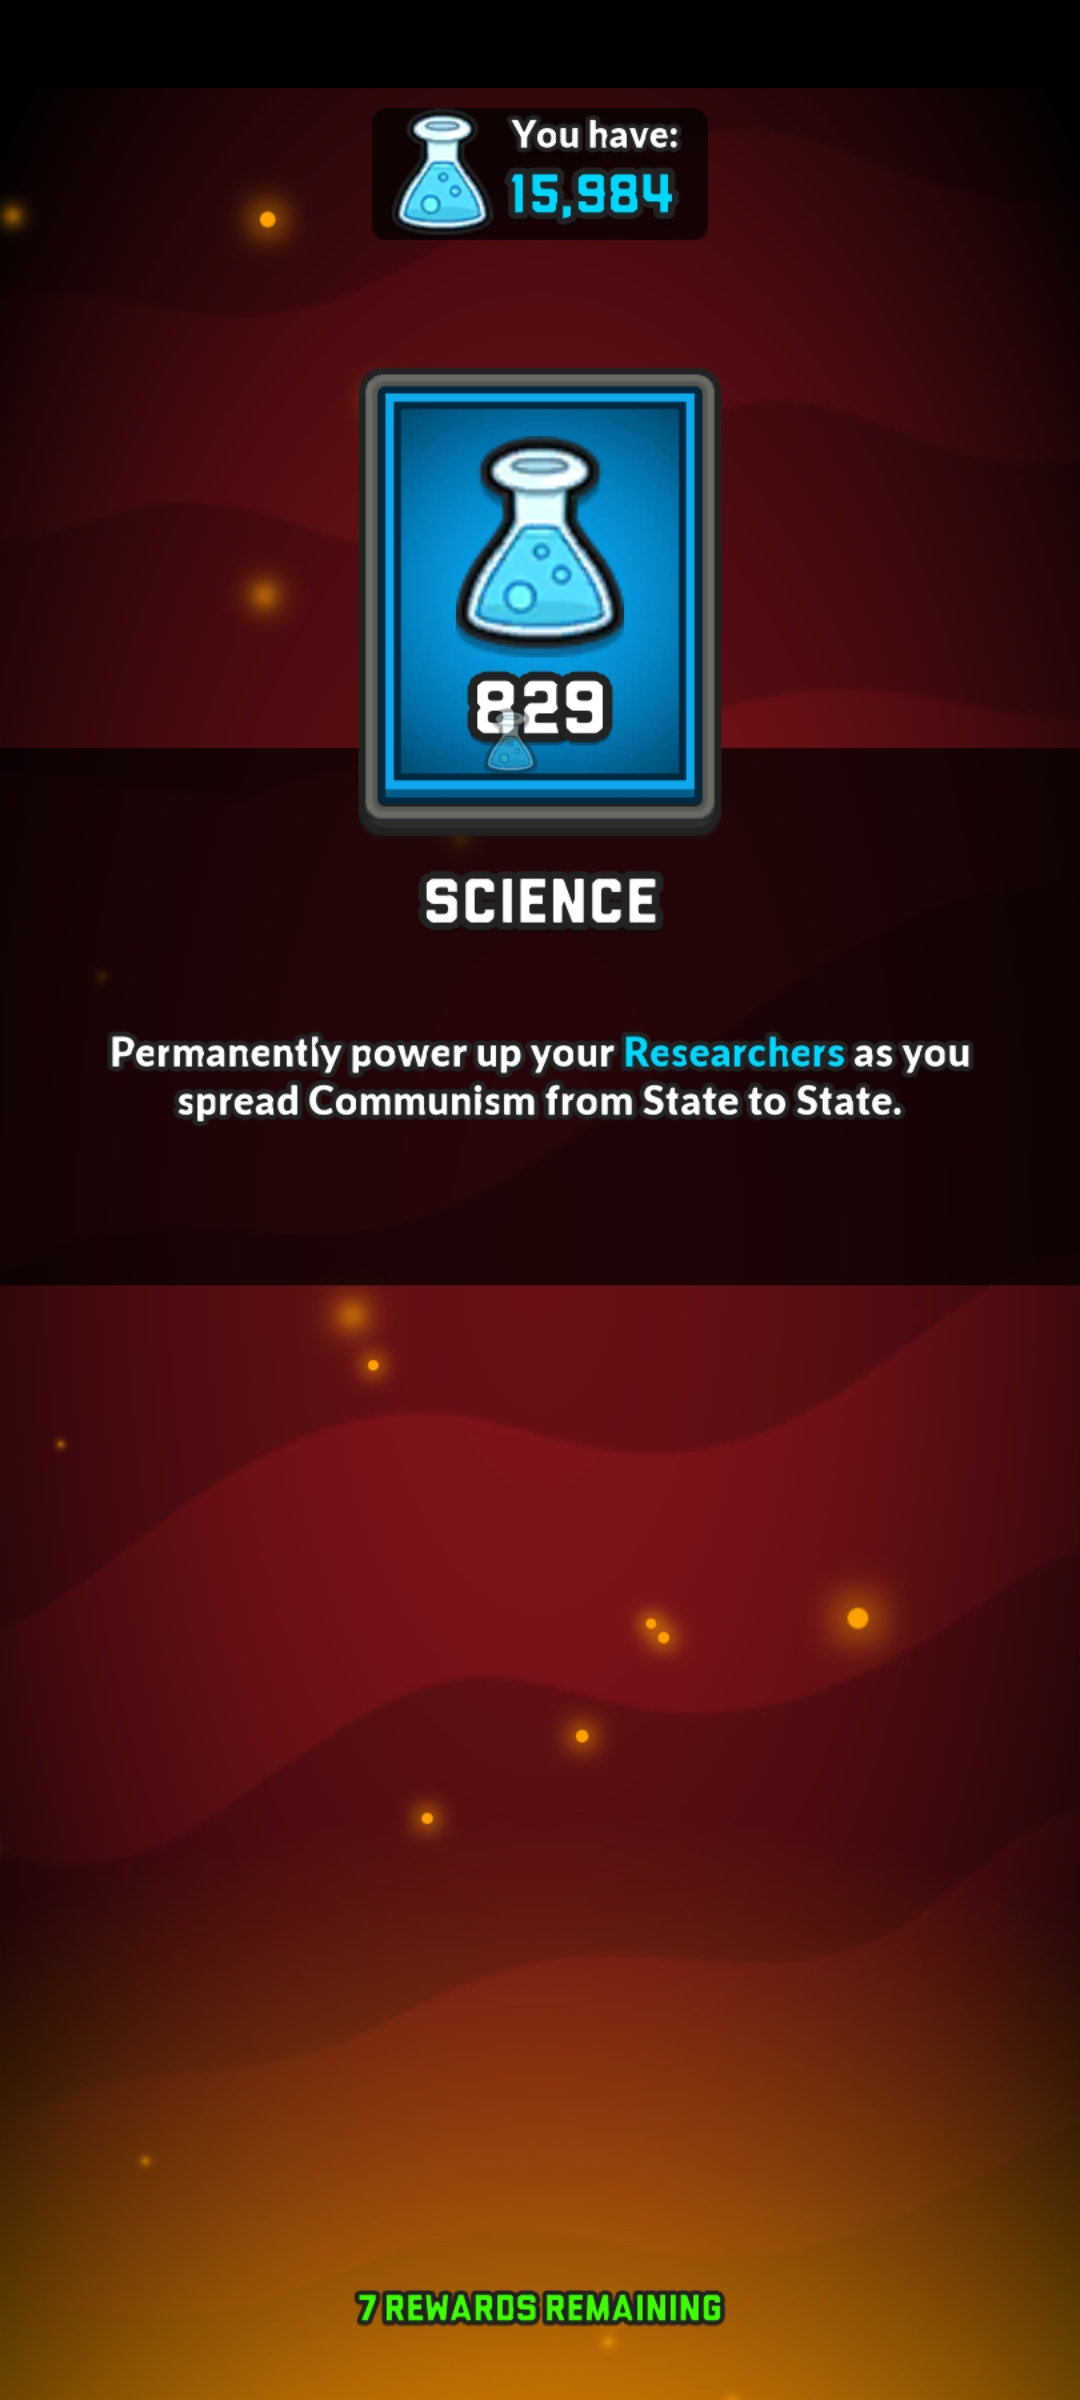 You have:
15,984
829
SCIENCE
Permanently power up your Researchers as you
spread Communism from State to State.
7 REWARDS REMAINING